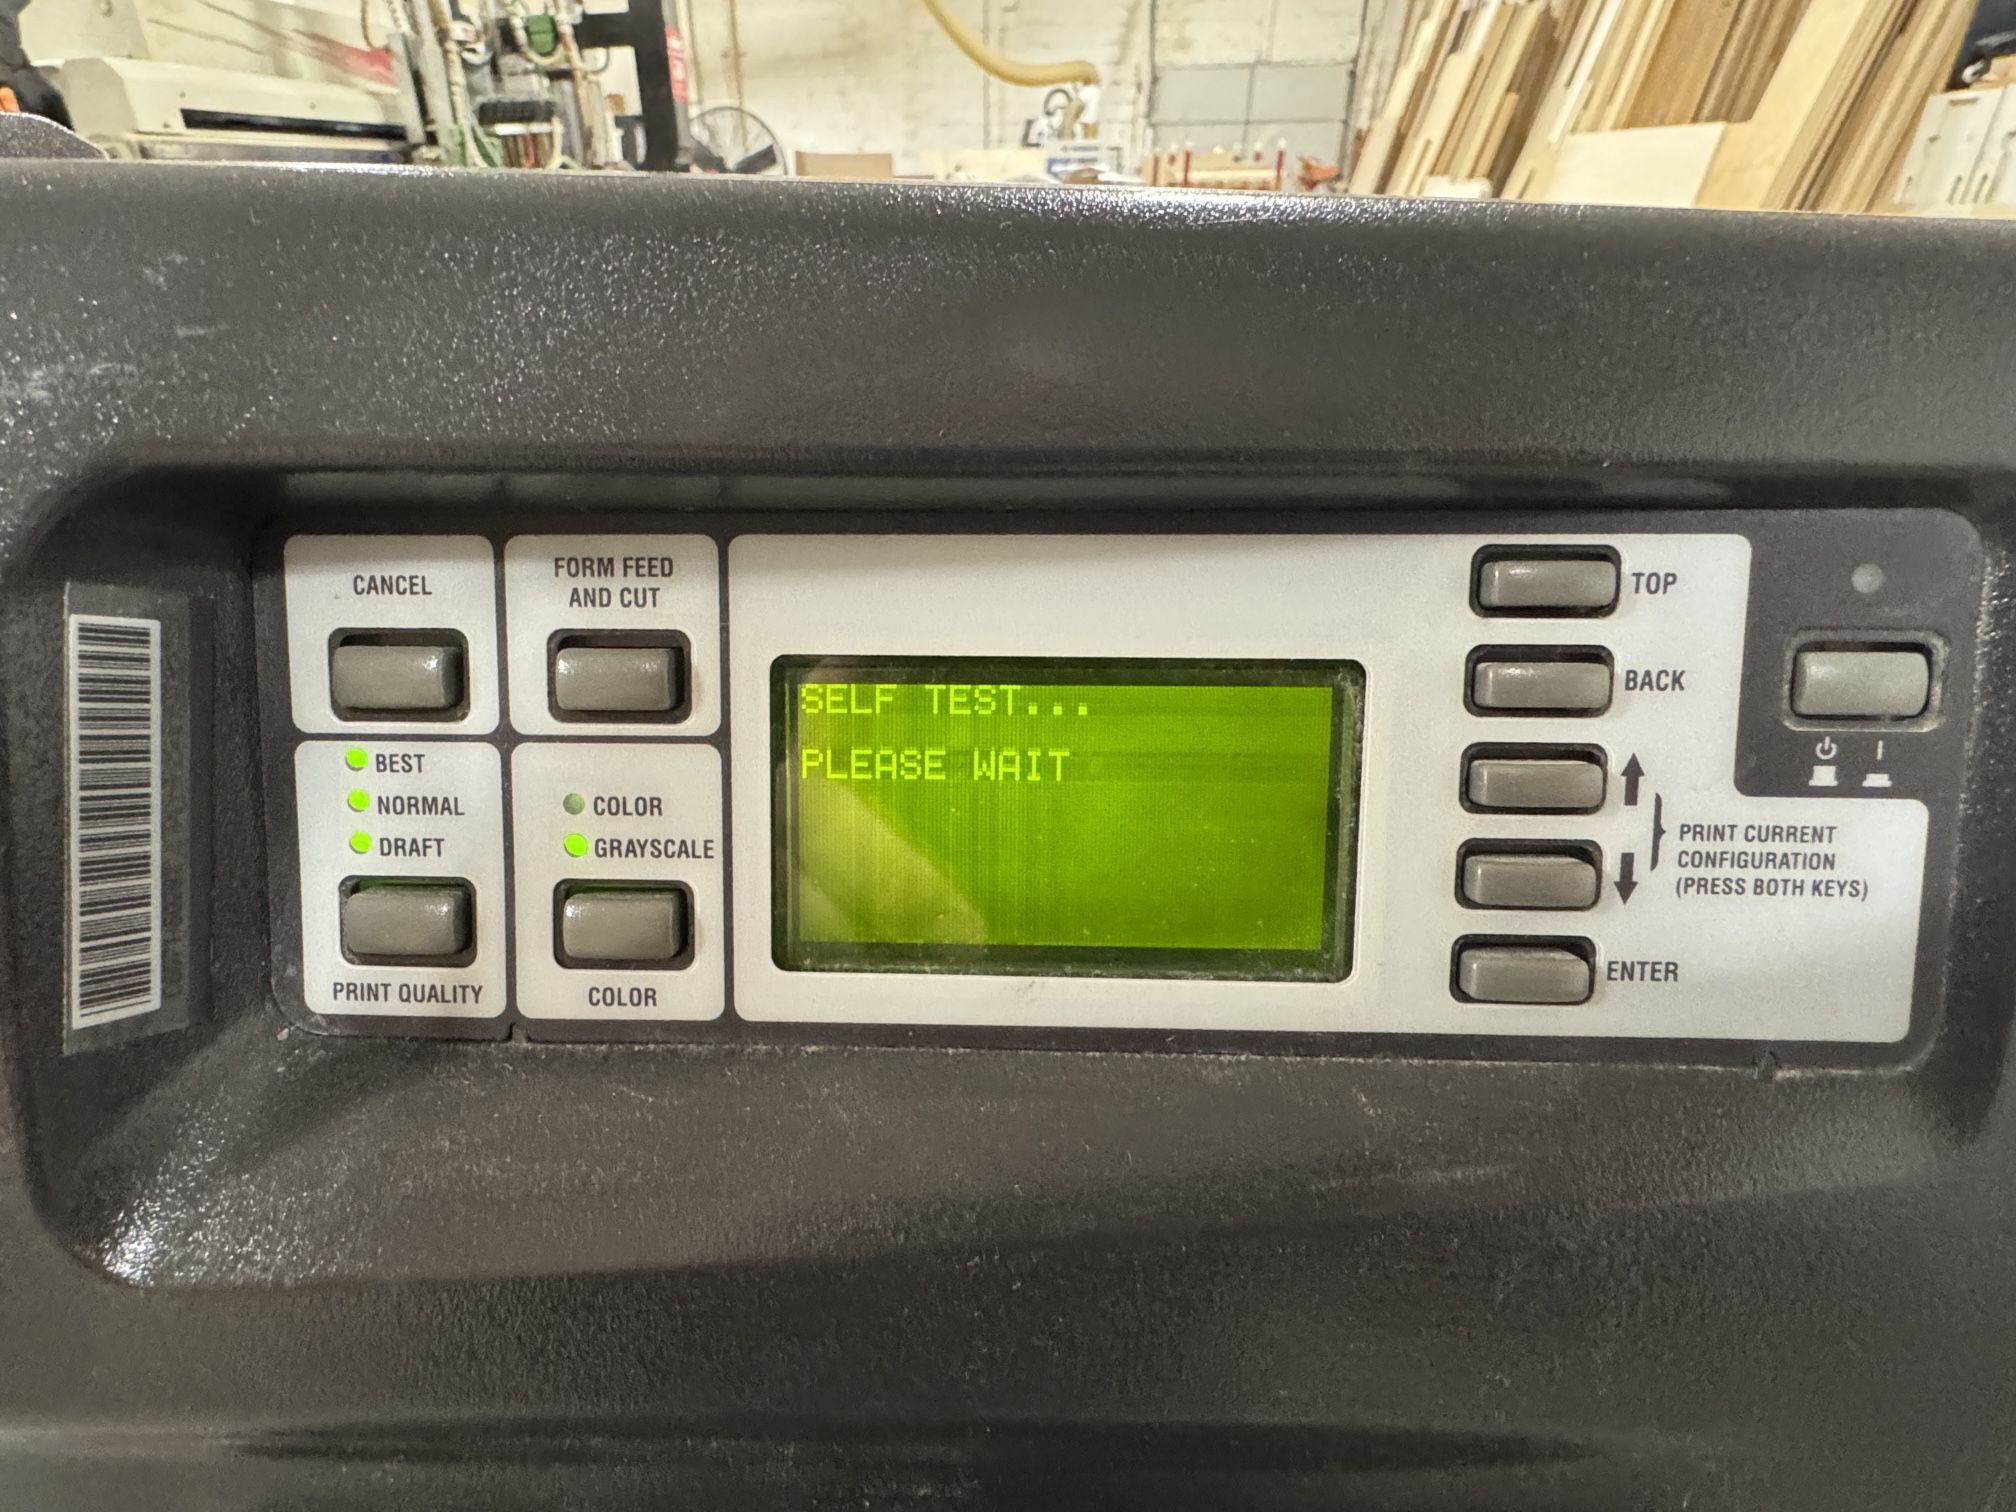 CANCEL
FORM FEED
AND CUT
BEST
NORMAL
DRAFT
PRINT QUALITY
COLOR
GRAYSCALE
COLOR
SELF TEST...
PLEASE WAIT
TOP
BACK
PRINT CURRENT
CONFIGURATION
(PRESS BOTH KEYS)
ENTER